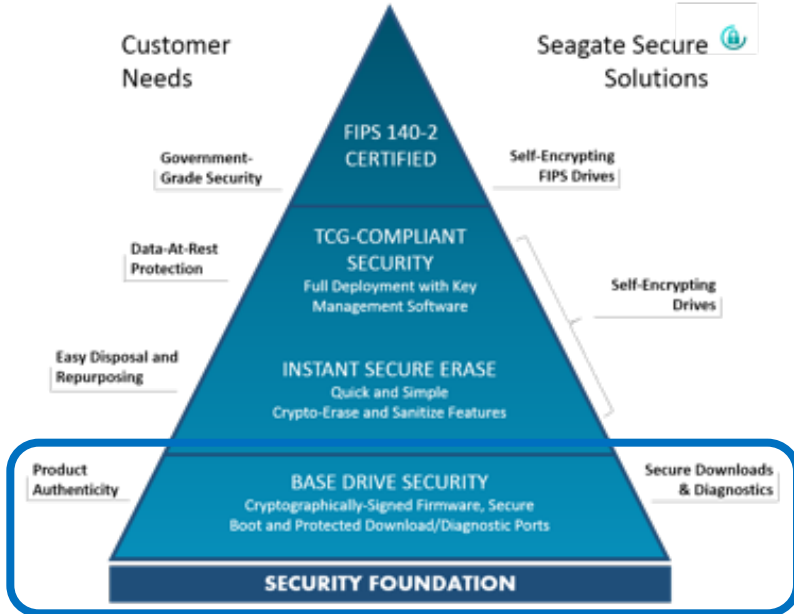 Customer
Needs
Seagate Secure
Solutions
FIPS 140-2
CERTIFIED
Government-
Grade Security
Self-Encrypting
FIPS Drives
TCG-COMPLIANT
SECURITY
Full Deployment with Key
Management Software
Data-At-Rest
Protection
Self-Encrypting
Drives
Easy Disposal and
Repurposing
INSTANT SECURE ERASE
Quick and Simple
Crypto-Erase and Sanitize Features
Product
Authenticity
BASE DRIVE SECURITY
Cryptographically-Signed Firmware, Secure
Boot and Protected Download/Diagnostic Ports
Secure Downloads
& Diagnostics
SECURITY FOUNDATION